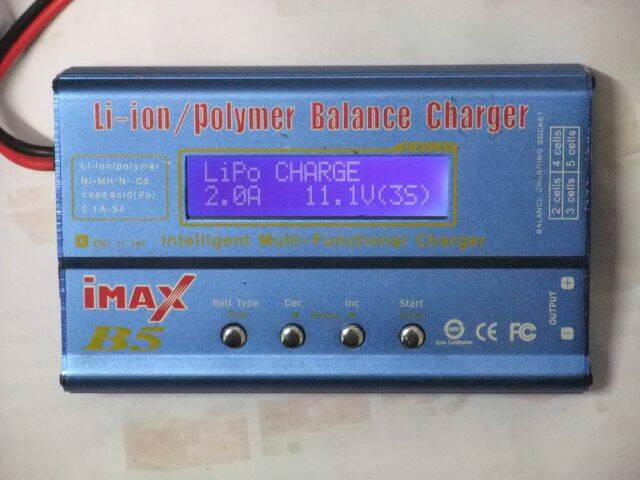 Li-ion/polymer Balance Charger
Li-ion/polymer
Ni-MH/Ni-Cd
Lead acid(Pb)
0.1A-5A
LiPo CHARGE
2.0A 11.1V(3S)
BALANCE CHARGING SOCKET
2 cells 4 cells
3 cells 5 cells
Intelligent Multi-Functional Charger
iMAX
B5
Batt Type
Dec
Inc
Start
CE FC
OUTPUT
+
-